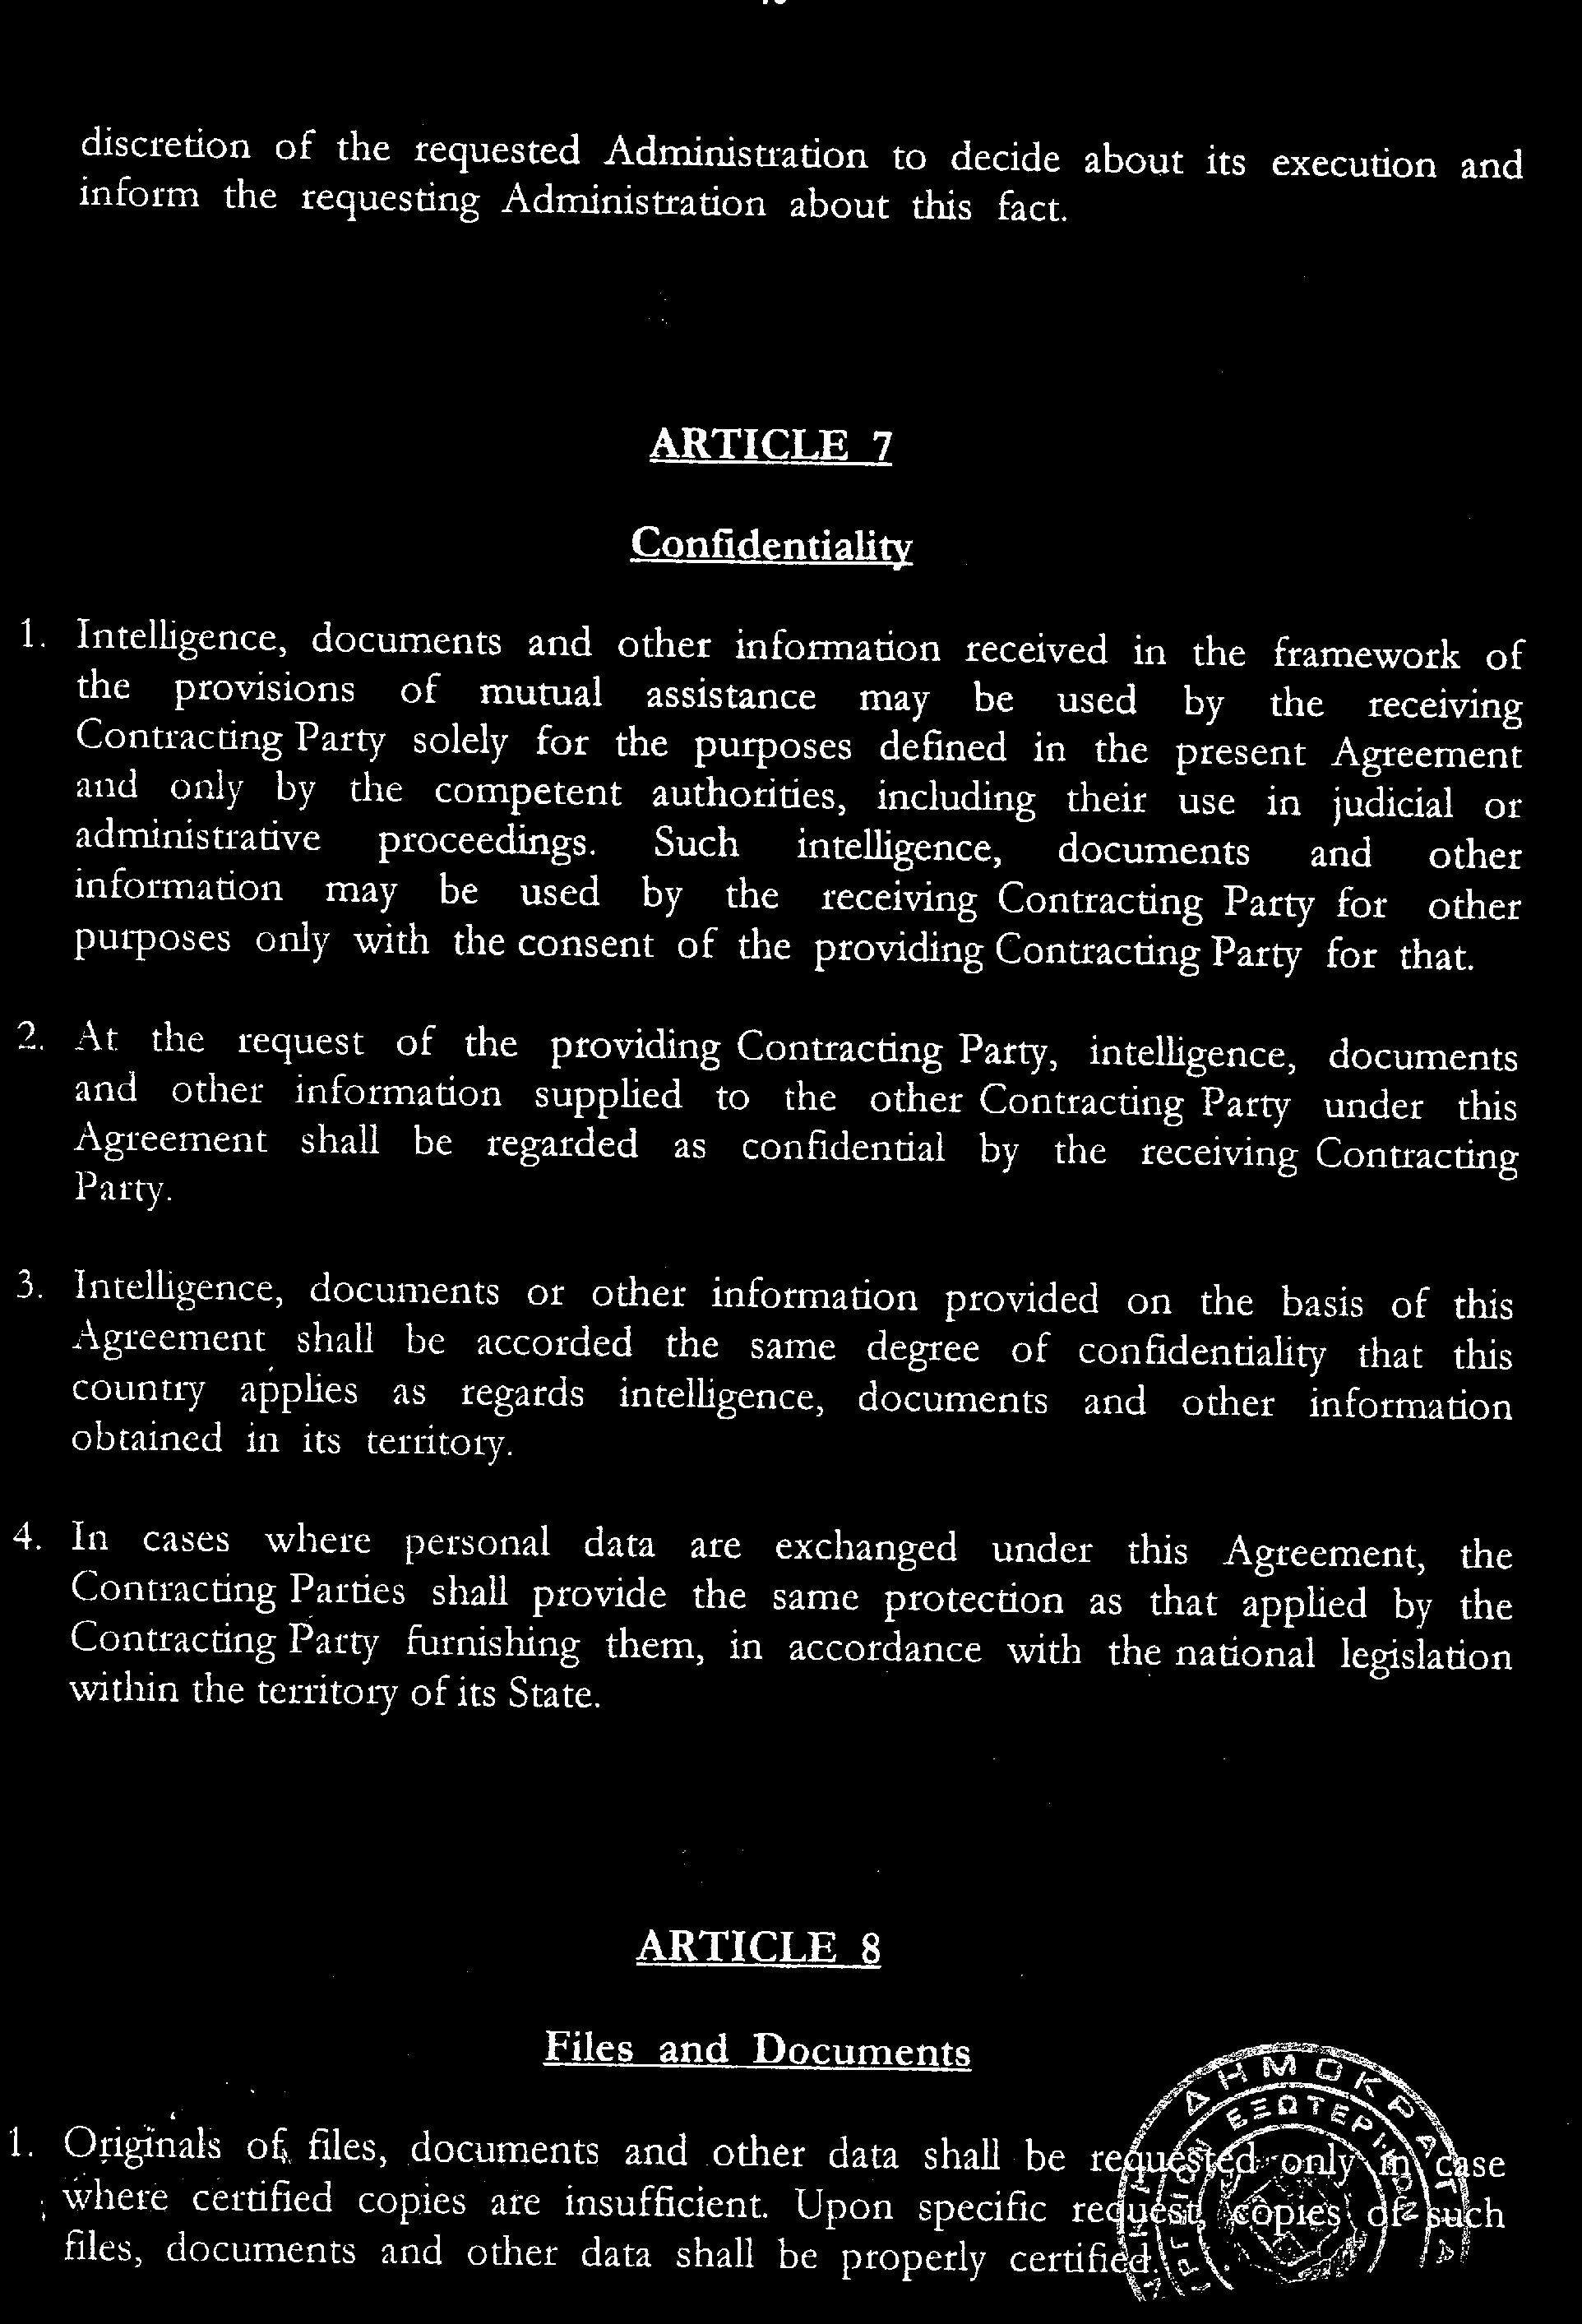 discretion of the requested Administration to decide about its execution and
inform the requesting Administration about this fact.
ARTICLE 7
Confidentiality
1. Intelligence, documents and other information received in the framework of
the provisions of mutual assistance may be used by the receiving
Contracting Party solely for the purposes defined in the present Agreement
and only by the competent authorities, including their use in judicial or
administrative proceedings. Such intelligence, documents and other
information may be used by the receiving Contracting Party for other
purposes only with the consent of the providing Contracting Party for that.
2. At the request of the providing Contracting Party, intelligence, documents
and other information supplied to the other Contracting Party under this
Agreement shall be regarded as confidential by the receiving Contracting
Party.
3. Intelligence, documents or other information provided on the basis of this
Agreement shall be accorded the same degree of confidentiality that this
country applies as regards intelligence, documents and other information
obtained in its territory.
4. In cases where personal data are exchanged under this Agreement, the
Contracting Parties shall provide the same protection as that applied by the
Contracting Party furnishing them, in accordance with the national legislation
within the territory of its State.
ARTICLE 8
Files and Documents
1. Originals of files, documents and other data shall be requested only in case
where certified copies are insufficient. Upon specific request, copies of such
files, documents and other data shall be properly certified.